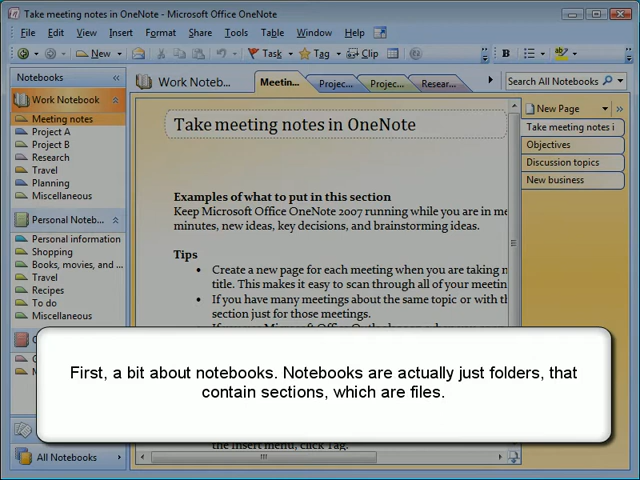 Take meeting notes in OneNote - Microsoft Office OneNote
File Edit View Insert Format Share Tools Table Window Help
New Task Tag Clip B
Notebooks
Work Noteb...
Meetin...
Projec...
Projec...
Resear...
Search All Notebooks
Work Notebook
Meeting notes
Project A
Project B
Research
Travel
Planning
Miscellaneous
Personal Noteb...
Personal information
Shopping
Books, movies, and ...
Travel
Recipes
To do
Miscellaneous
All Notebooks
Take meeting notes in OneNote
Examples of what to put in this section
Keep Microsoft Office OneNote 2007 running while you are in me
minutes, new ideas, key decisions, and brainstorming ideas.
Tips
• Create a new page for each meeting when you are taking n
title. This makes it easy to scan through all of your meetin
• If you have many meetings about the same topic or with th
section just for those meetings.
the Insert menu, click Tag.
New Page
Take meeting notes i
Objectives
Discussion topics
New business
First, a bit about notebooks. Notebooks are actually just folders, that
contain sections, which are files.